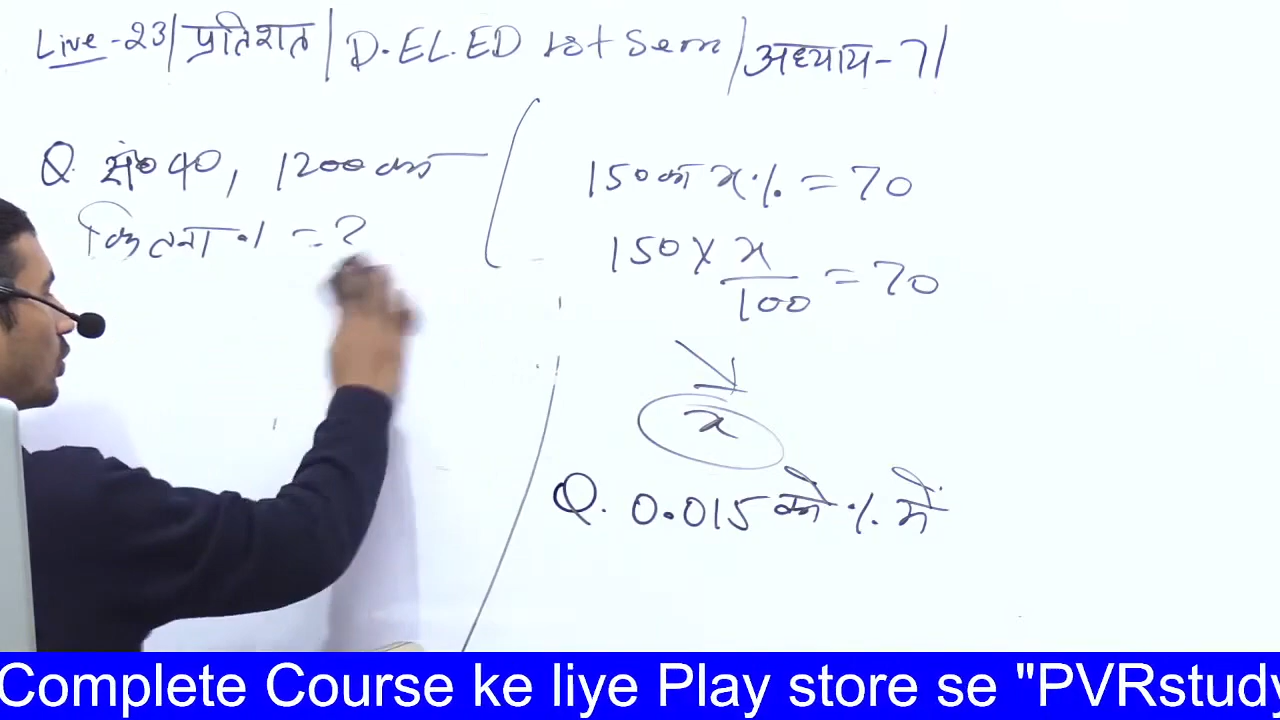 Live-23|प्रतिशत|D.EL.ED 1st Sem|अध्याय-7|
Q. सं० 40, 1200 का
कितना % = ?
150 का x% = 70
150 × x/100 = 70
x
Q. 0.015 को % में
Complete Course ke liye Play store se "PVRstudy